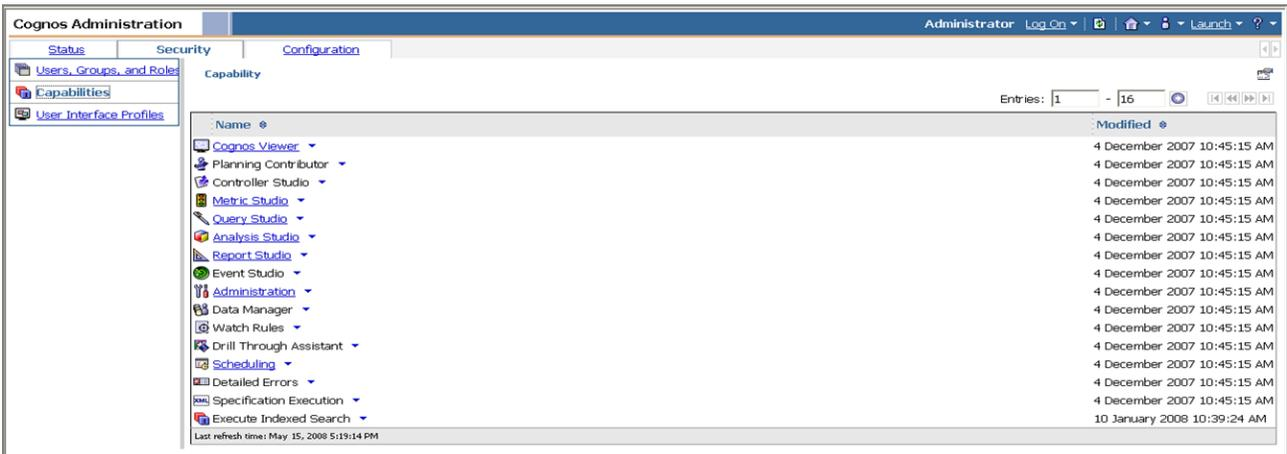 Cognos Administration
Administrator Log On Launch ?
Status Security Configuration
Users, Groups, and Roles
Capabilities
User Interface Profiles
Capability
Entries: 1 - 16
Name Modified
Cognos Viewer 4 December 2007 10:45:15 AM
Planning Contributor 4 December 2007 10:45:15 AM
Controller Studio 4 December 2007 10:45:15 AM
Metric Studio 4 December 2007 10:45:15 AM
Query Studio 4 December 2007 10:45:15 AM
Analysis Studio 4 December 2007 10:45:15 AM
Report Studio 4 December 2007 10:45:15 AM
Event Studio 4 December 2007 10:45:15 AM
Administration 4 December 2007 10:45:15 AM
Data Manager 4 December 2007 10:45:15 AM
Watch Rules 4 December 2007 10:45:15 AM
Drill Through Assistant 4 December 2007 10:45:15 AM
Scheduling 4 December 2007 10:45:15 AM
Detailed Errors 4 December 2007 10:45:15 AM
XML Specification Execution 4 December 2007 10:45:15 AM
Execute Indexed Search 10 January 2008 10:39:24 AM
Last refresh time: May 15, 2008 5:19:14 PM